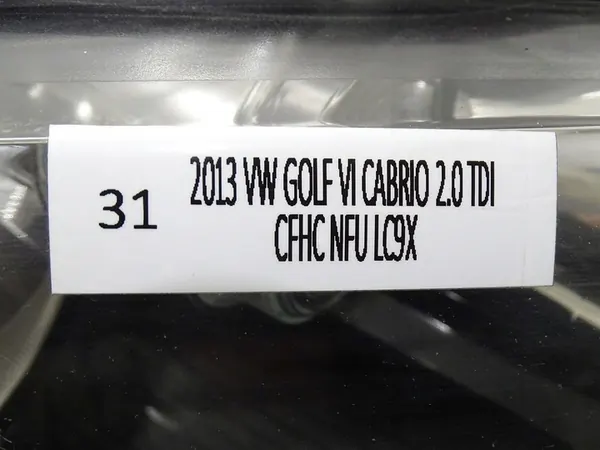 31
2013 VW GOLF VI CABRIO 2.0 TDI
CFHC NFU LC9X